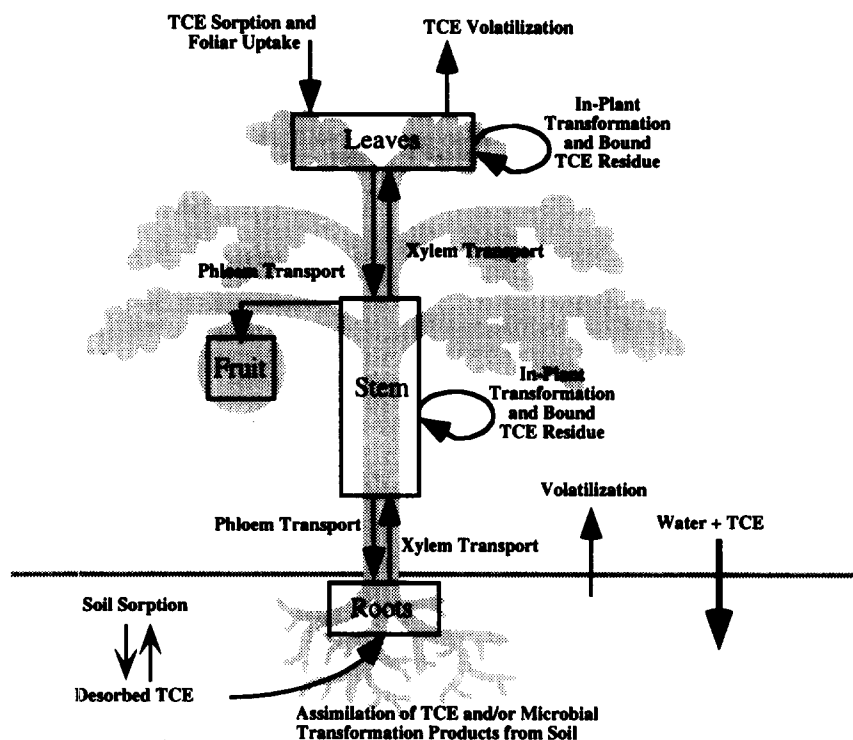 TCE Sorption and
Foliar Uptake
TCE Volatilization
Leaves
In-Plant
Transformation
and Bound
TCE Residue
Xylem Transport
Phloem Transport
Fruit
Stem
In-Plant
Transformation
and Bound
TCE Residue
Volatilization
Water + TCE
Phloem Transport
Xylem Transport
Soil Sorption
Roots
Desorbed TCE
Assimilation of TCE and/or Microbial
Transformation Products from Soil